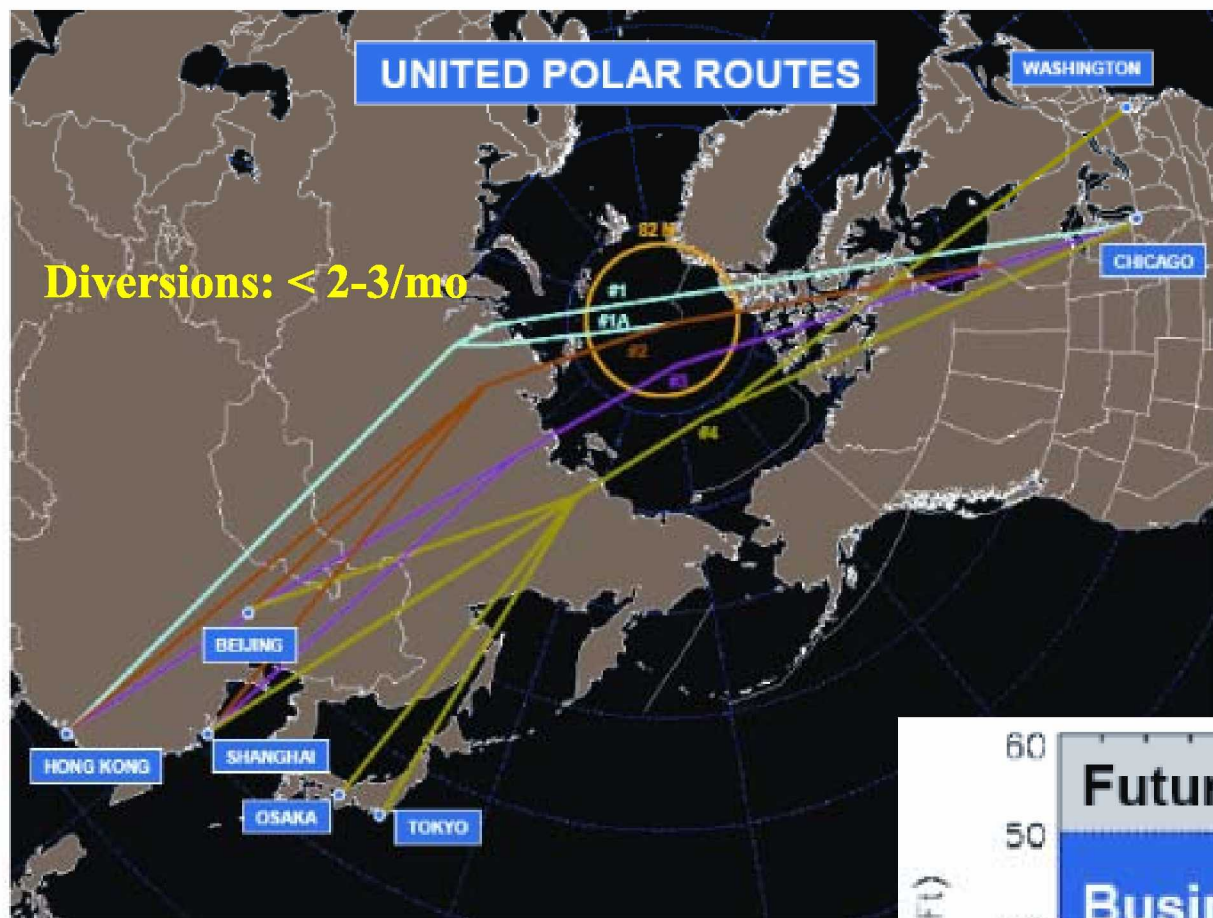 UNITED POLAR ROUTES
WASHINGTON
CHICAGO
82 N
Diversions: < 2-3/mo
#1
#1A
#2
#3
#4
BEIJING
HONG KONG
SHANGHAI
OSAKA
TOKYO
60
Futur
50
Busin